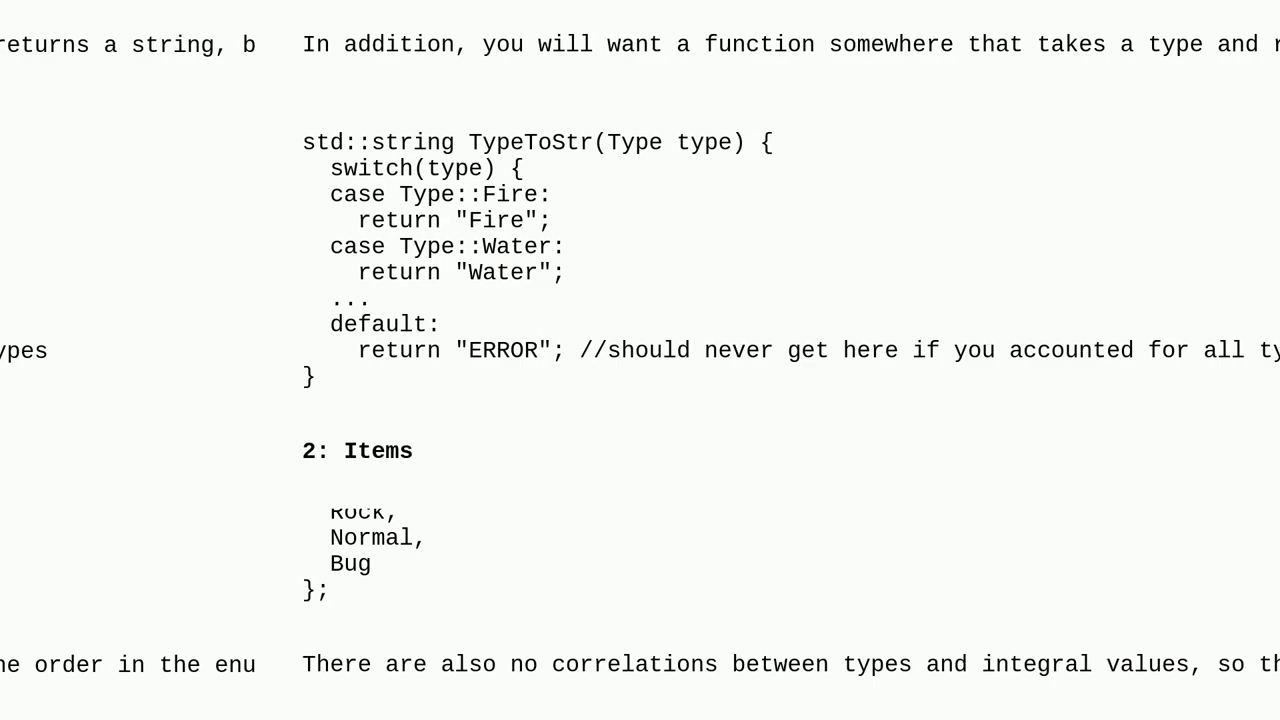 returns a string, b   In addition, you will want a function somewhere that takes a type and r
std::string TypeToStr(Type type) {
  switch(type) {
  case Type::Fire:
    return "Fire";
  case Type::Water:
    return "Water";
  ...
  default:
ypes    return "ERROR"; //should never get here if you accounted for all ty
}
2: Items
  Rock,
  Normal,
  Bug
};
he order in the enu   There are also no correlations between types and integral values, so th